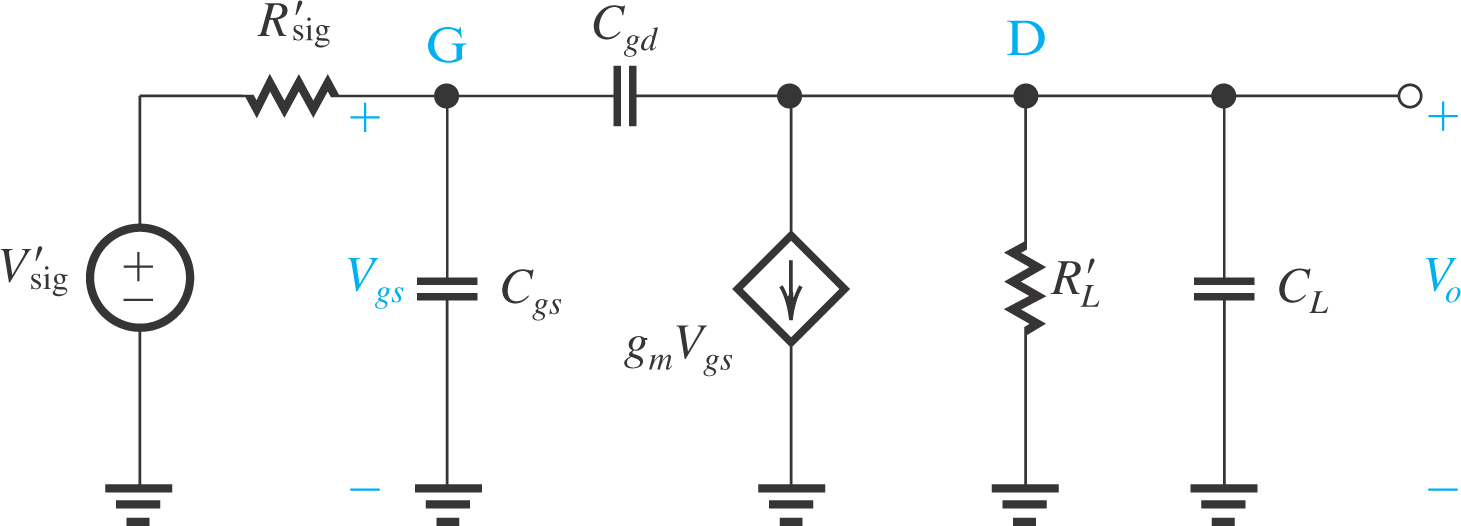 R′sig
G
Cgd
D
+
+
V′sig
+
−
Vgs
Cgs
gmVgs
R′L
CL
Vo
−
−